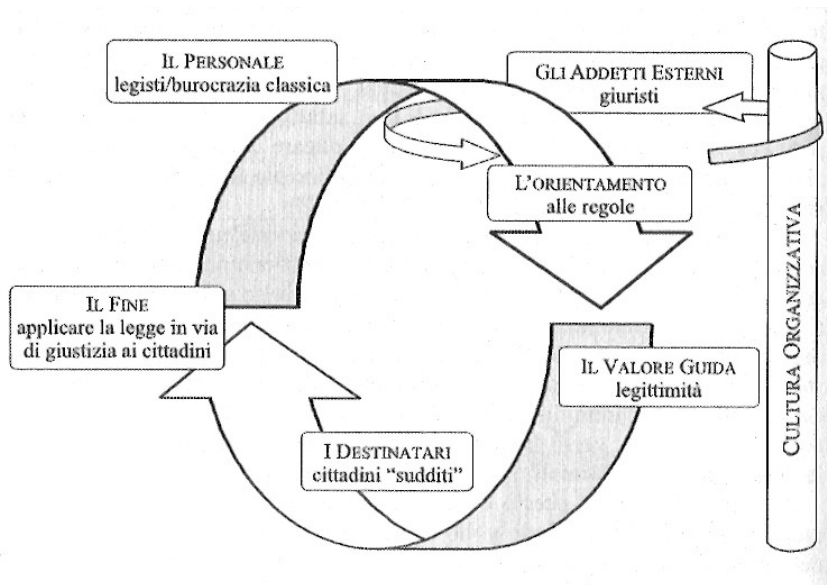 IL PERSONALE
legisti/burocrazia classica
GLI ADDETTI ESTERNI
giuristi
L'ORIENTAMENTO
alle regole
IL FINE
applicare la legge in via
di giustizia ai cittadini
IL VALORE GUIDA
legittimità
I DESTINATARI
cittadini “sudditi”
CULTURA ORGANIZZATIVA